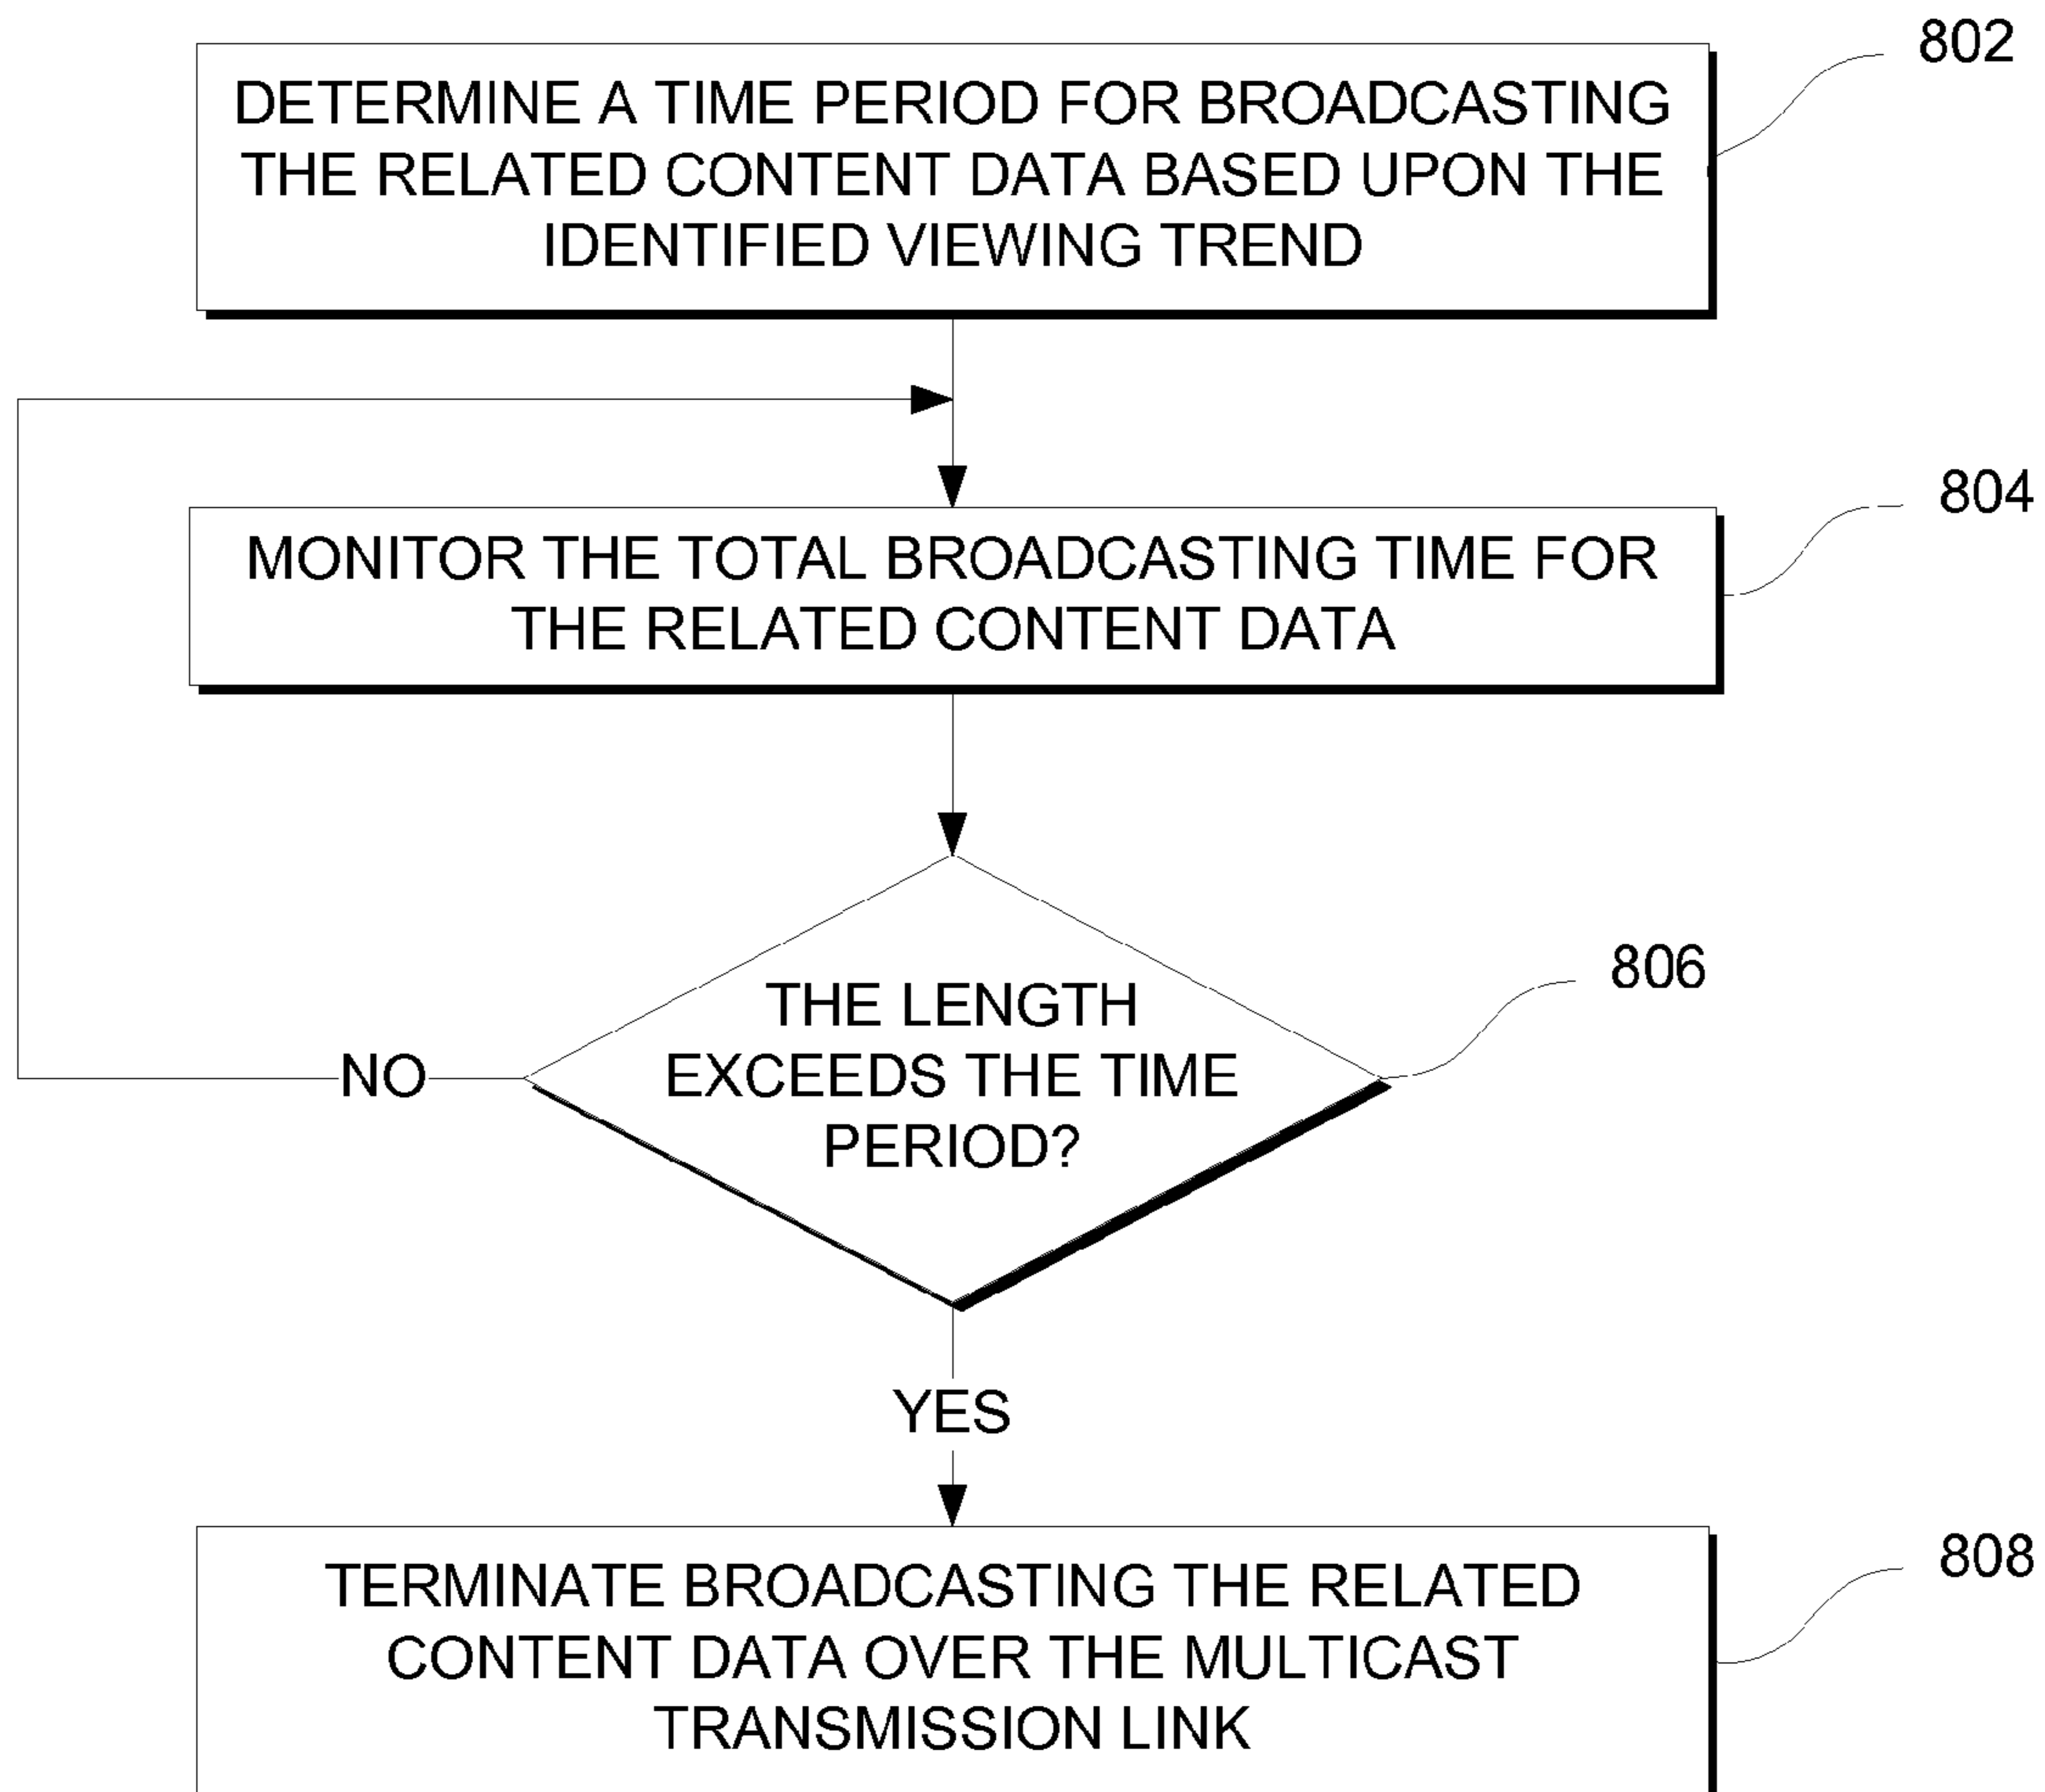 802
DETERMINE A TIME PERIOD FOR BROADCASTING
THE RELATED CONTENT DATA BASED UPON THE
IDENTIFIED VIEWING TREND
804
MONITOR THE TOTAL BROADCASTING TIME FOR
THE RELATED CONTENT DATA
806
THE LENGTH
EXCEEDS THE TIME
PERIOD?
NO
YES
808
TERMINATE BROADCASTING THE RELATED
CONTENT DATA OVER THE MULTICAST
TRANSMISSION LINK